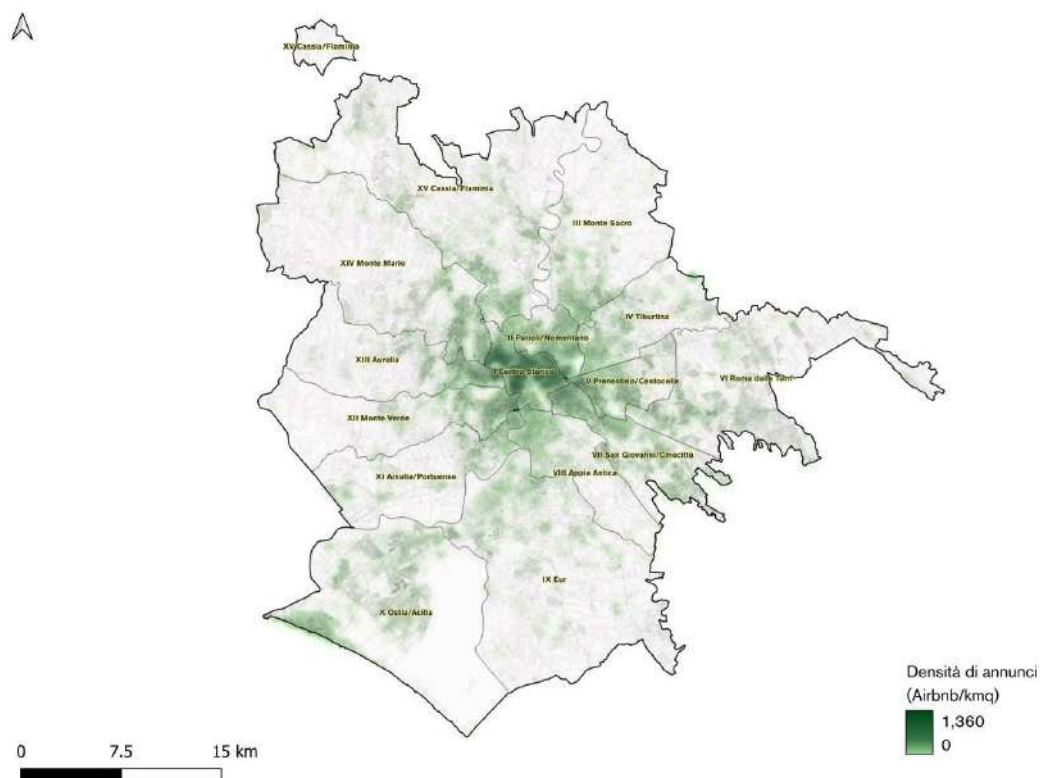 XV Cassia/Flaminia
XV Cassia/Flaminia
III Monte Sacro
XIV Monte Mario
IV Tiburtina
II Parioli/Nomentano
XIII Aurelia
I Centro Storico
V Prenestino/Centocelle
VI Roma delle Torri
XII Monte Verde
VII San Giovanni/Cinecittà
XI Arvalia/Portuense
VIII Appia Antica
IX Eur
X Ostia/Acilia
Densità di annunci
(Airbnb/kmq)
1,360
0
0 7.5 15 km